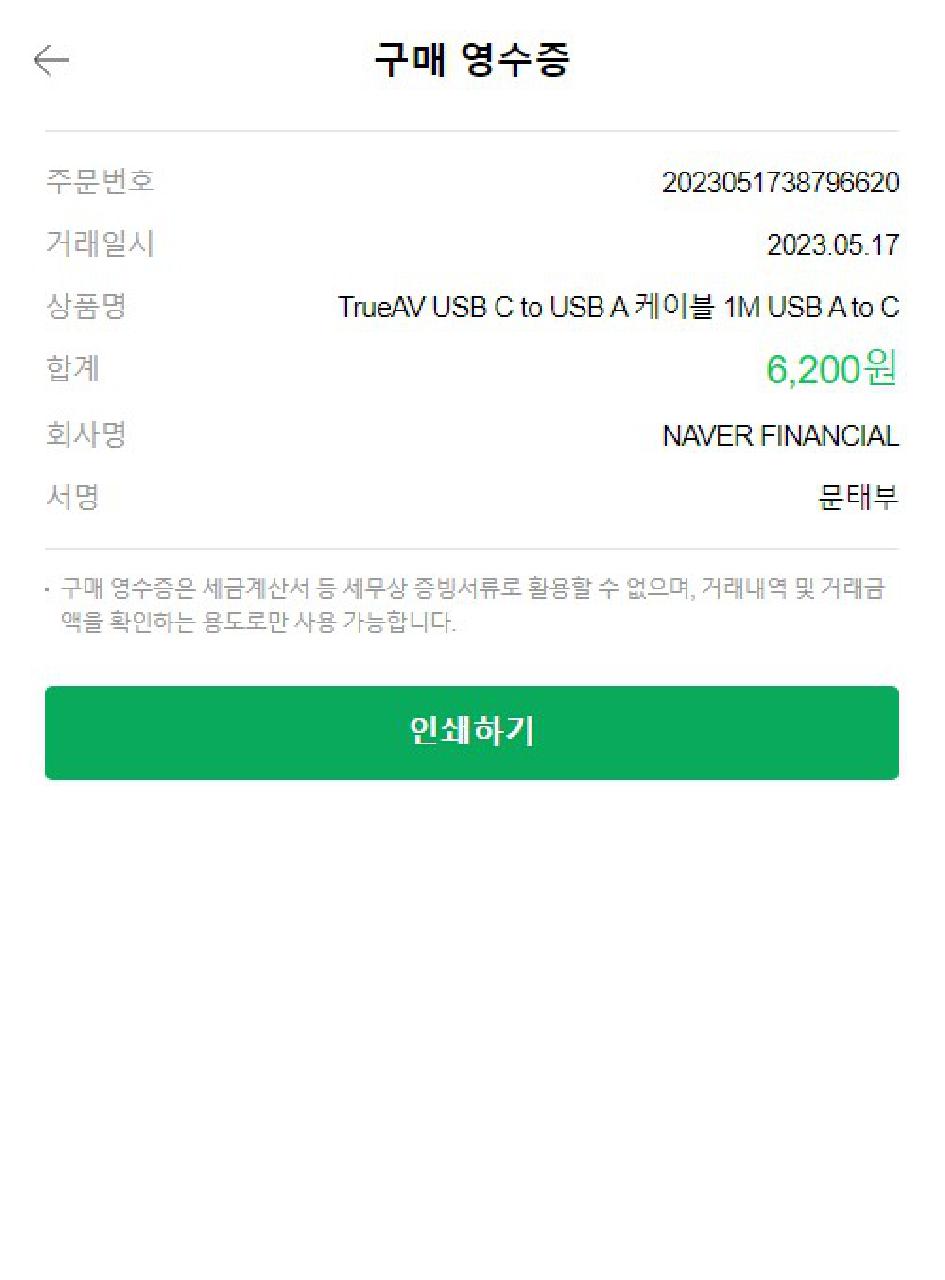 구매 영수증
주문번호 2023051738796620
거래일시 2023.05.17
상품명 TrueAV USB C to USB A 케이블 1M USB A to C
합계 6,200원
회사명 NAVER FINANCIAL
서명 문태부
· 구매 영수증은 세금계산서 등 세무상 증빙서류로 활용할 수 없으며, 거래내역 및 거래금
액을 확인하는 용도로만 사용 가능합니다.
인쇄하기